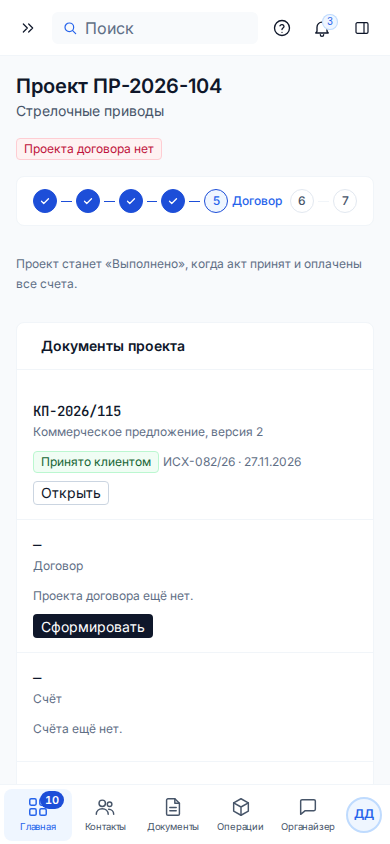 Поиск
3
Проект ПР-2026-104
Стрелочные приводы
Проекта договора нет
5 Договор 6 7
Проект станет «Выполнено», когда акт принят и оплачены
все счета.
Документы проекта
КП-2026/115
Коммерческое предложение, версия 2
Принято клиентом ИСХ-082/26 · 27.11.2026
Открыть
—
Договор
Проекта договора ещё нет.
Сформировать
—
Счёт
Счёта ещё нет.
10
Главная Контакты Документы Операции Органайзер ДД